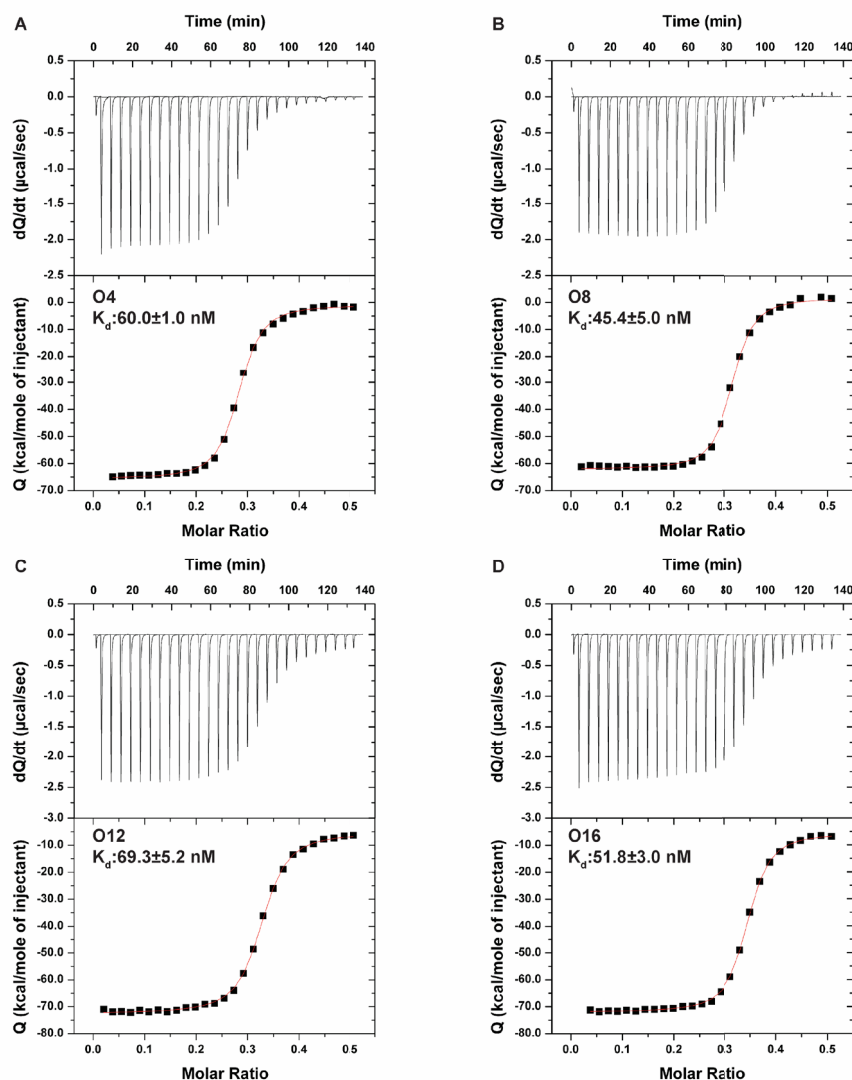 A
Time (min)
0 20 40 60 80 100 120 140
0.5
0.0
-0.5
-1.0
-1.5
-2.0
-2.5
dQ/dt (µcal/sec)
O4
Kd:60.0±1.0 nM
0.0
-10.0
-20.0
-30.0
-40.0
-50.0
-60.0
-70.0
Q (kcal/mole of injectant)
0.0 0.1 0.2 0.3 0.4 0.5
Molar Ratio
B
Time (min)
0 20 40 60 80 100 120 140
0.5
0.0
-0.5
-1.0
-1.5
-2.0
-2.5
dQ/dt (µcal/sec)
O8
Kd:45.4±5.0 nM
0.0
-10.0
-20.0
-30.0
-40.0
-50.0
-60.0
-70.0
Q (kcal/mole of injectant)
0.0 0.1 0.2 0.3 0.4 0.5
Molar Ratio
C
Time (min)
0 20 40 60 80 100 120 140
0.5
0.0
-0.5
-1.0
-1.5
-2.0
-2.5
-3.0
dQ/dt (µcal/sec)
O12
Kd:69.3±5.2 nM
-10.0
-20.0
-30.0
-40.0
-50.0
-60.0
-70.0
-80.0
Q (kcal/mole of injectant)
0.0 0.1 0.2 0.3 0.4 0.5
Molar Ratio
D
Time (min)
0 20 40 60 80 100 120 140
0.5
0.0
-0.5
-1.0
-1.5
-2.0
-2.5
-3.0
dQ/dt (µcal/sec)
O16
Kd:51.8±3.0 nM
-10.0
-20.0
-30.0
-40.0
-50.0
-60.0
-70.0
-80.0
Q (kcal/mole of injectant)
0.0 0.1 0.2 0.3 0.4 0.5
Molar Ratio